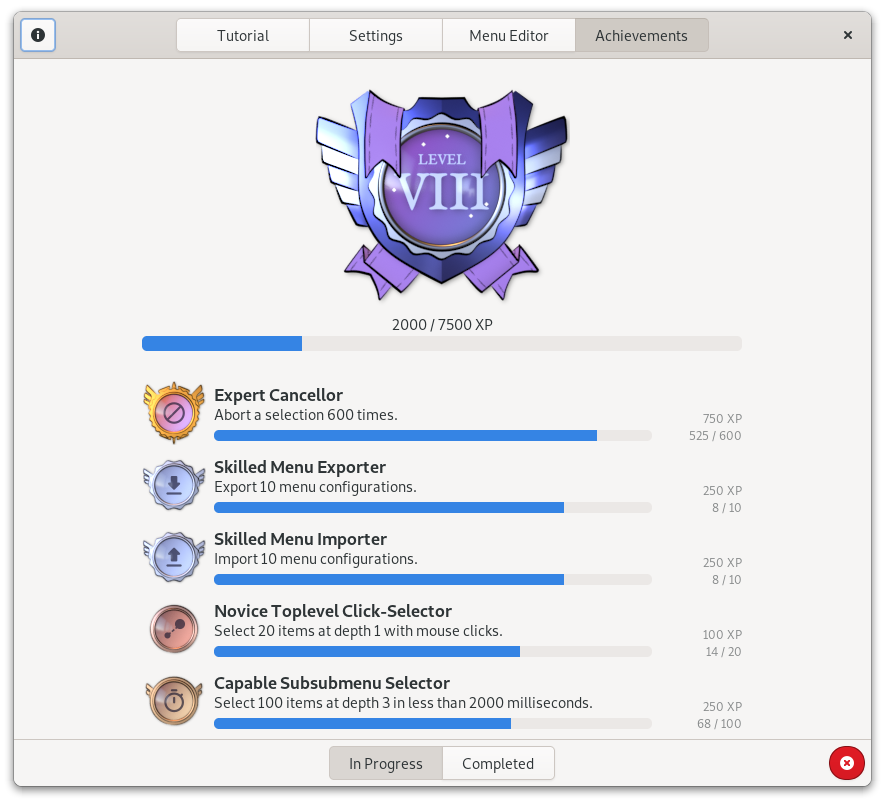 Tutorial
Settings
Menu Editor
Achievements
LEVEL
VIII
2000 / 7500 XP
Expert Cancellor
Abort a selection 600 times.
750 XP
525 / 600
Skilled Menu Exporter
Export 10 menu configurations.
250 XP
8 / 10
Skilled Menu Importer
Import 10 menu configurations.
250 XP
8 / 10
Novice Toplevel Click-Selector
Select 20 items at depth 1 with mouse clicks.
100 XP
14 / 20
Capable Subsubmenu Selector
Select 100 items at depth 3 in less than 2000 milliseconds.
250 XP
68 / 100
In Progress
Completed